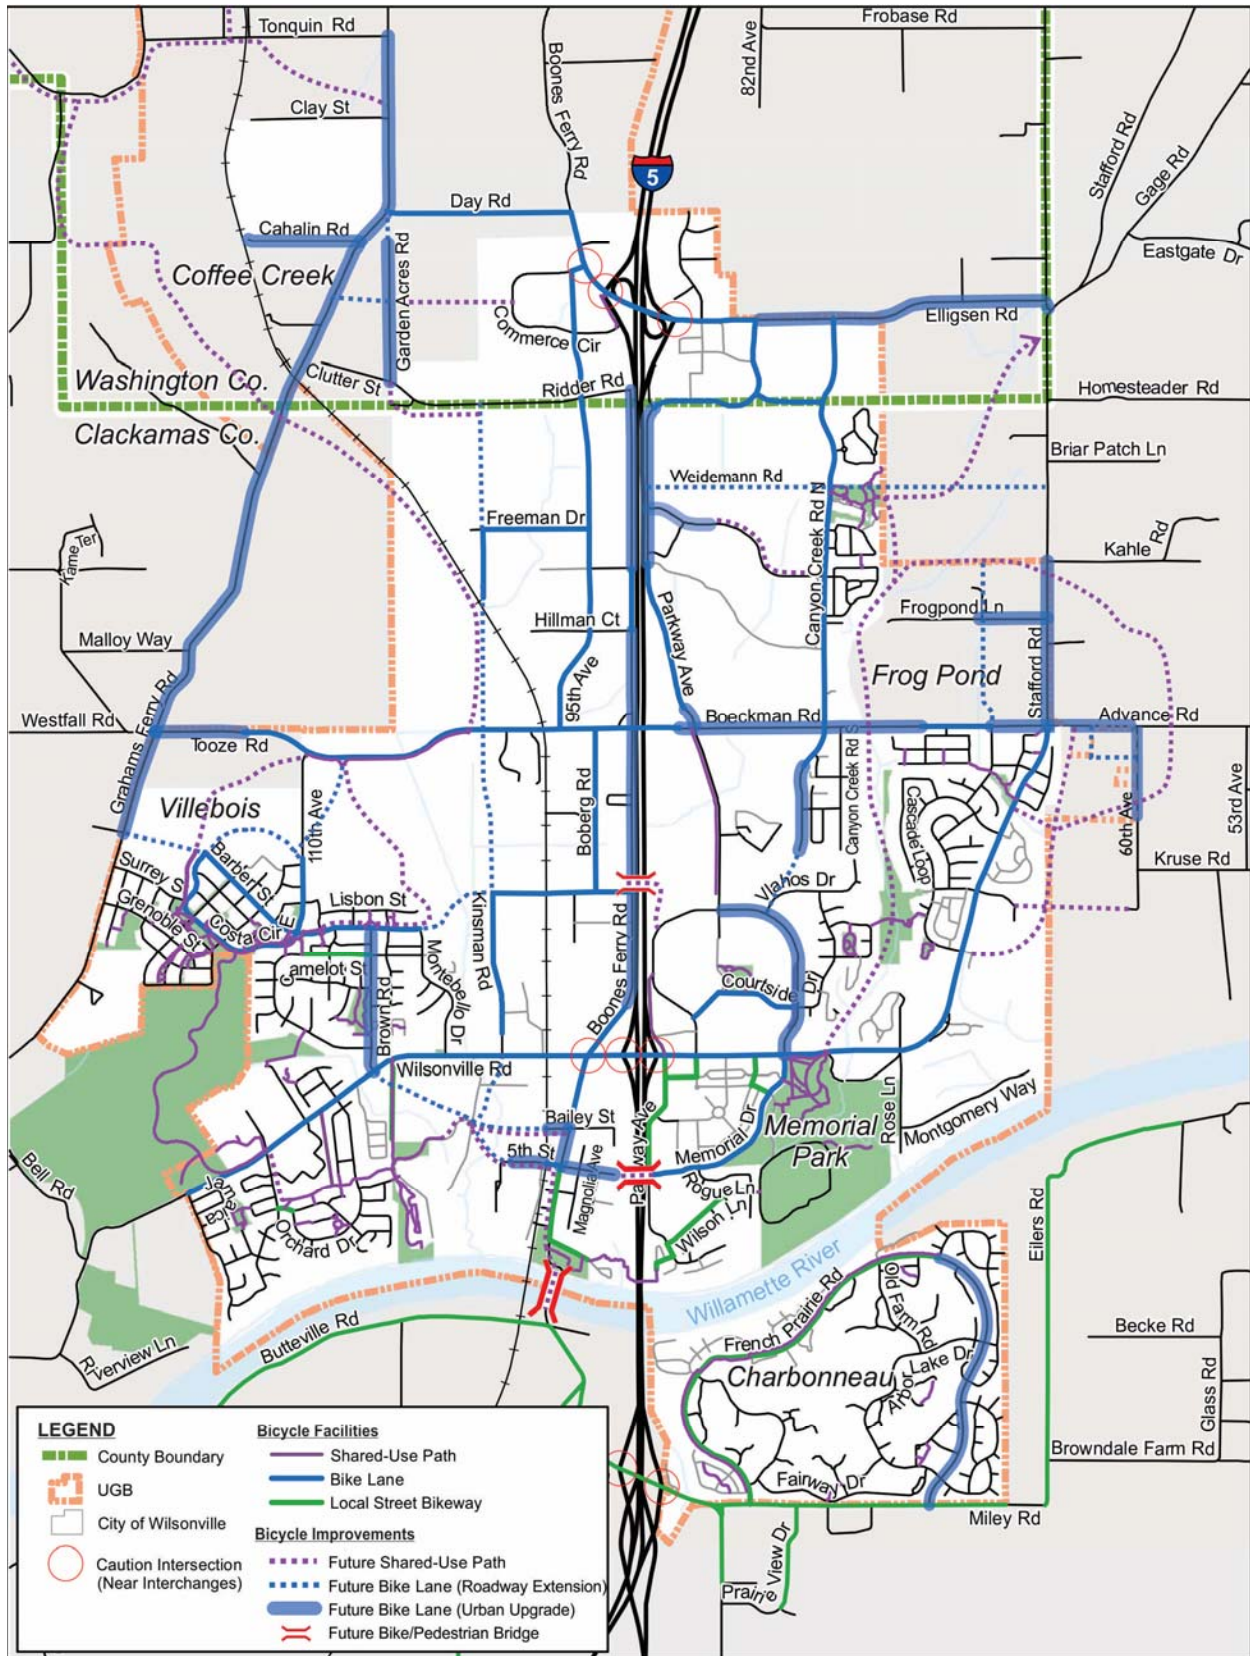 Tonquin Rd
Frobase Rd
82nd Ave
Boones Ferry Rd
Clay St
5
Stafford Rd
Gage Rd
Day Rd
Cahalin Rd
Coffee Creek
Eastgate Dr
Garden Acres Rd
Commerce Cir
Elligsen Rd
Clutter St
Ridder Rd
Washington Co.
Homesteader Rd
Clackamas Co.
Briar Patch Ln
Weidemann Rd
Canyon Creek Rd N
Freeman Dr
Kame Ter
Kahle Rd
Hillman Ct
Parkway Ave
Frogpond Ln
Malloy Way
Frog Pond
Stafford Rd
95th Ave
Grahams Ferry Rd
Westfall Rd
Tooze Rd
Boeckman Rd
Advance Rd
Canyon Creek Rd S
Villebois
110th Ave
Boberg Rd
Cascade Loop
60th Ave
53rd Ave
Surrey St
Barber St
Kruse Rd
Grenoble St
Costa Cir E
Lisbon St
Vlahos Dr
Kinsman Rd
Boones Ferry Rd
Camelot St
Montebello Dr
Brown Rd
Courtside Dr
Wilsonville Rd
Rose Ln
Montgomery Way
Bailey St
Parkway Ave
Memorial Dr
Memorial
Park
5th St
Magnolia Ave
Bell Rd
Jamaica
Rogue Ln
Wilson Ln
Orchard Dr
Eilers Rd
Willamette River
Butteville Rd
Riverview Ln
French Prairie Rd
Old Farm Rd
Becke Rd
Charbonneau
Arbor Lake Dr
Glass Rd
Browndale Farm Rd
Fairway Dr
Miley Rd
Prairie View Dr
LEGEND
County Boundary
UGB
City of Wilsonville
Caution Intersection
(Near Interchanges)
Bicycle Facilities
Shared-Use Path
Bike Lane
Local Street Bikeway
Bicycle Improvements
Future Shared-Use Path
Future Bike Lane (Roadway Extension)
Future Bike Lane (Urban Upgrade)
Future Bike/Pedestrian Bridge